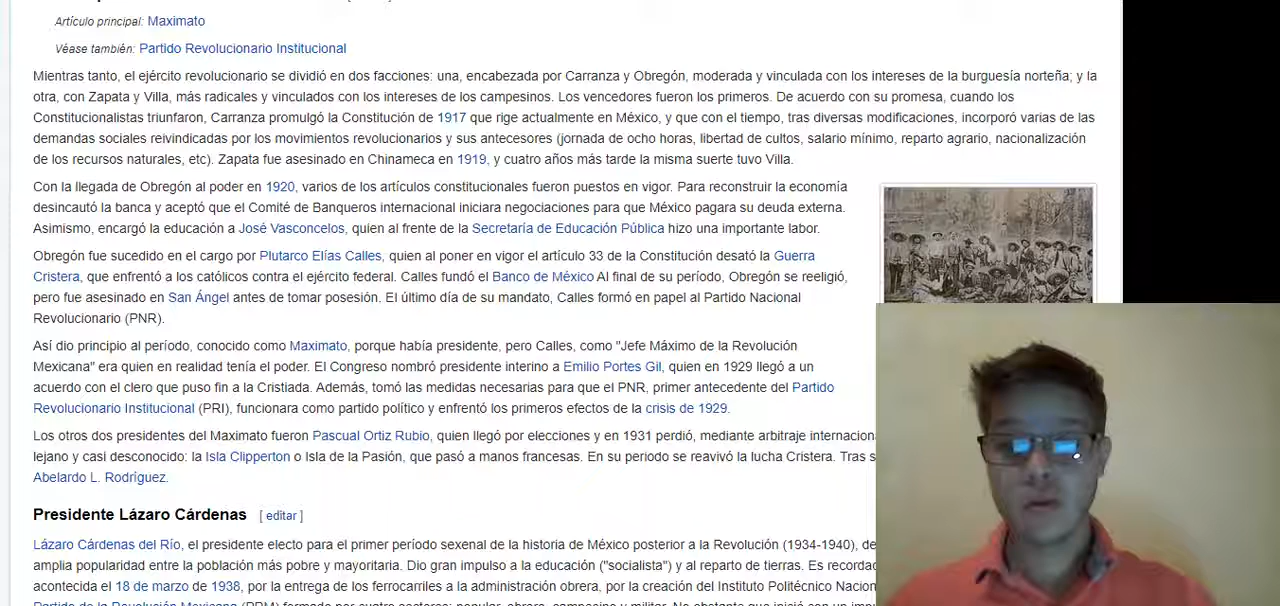 Artículo principal: Maximato
Véase también: Partido Revolucionario Institucional
Mientras tanto, el ejército revolucionario se dividió en dos facciones: una, encabezada por Carranza y Obregón, moderada y vinculada con los intereses de la burguesía norteña; y la
otra, con Zapata y Villa, más radicales y vinculados con los intereses de los campesinos. Los vencedores fueron los primeros. De acuerdo con su promesa, cuando los
Constitucionalistas triunfaron, Carranza promulgó la Constitución de 1917 que rige actualmente en México, y que con el tiempo, tras diversas modificaciones, incorporó varias de las
demandas sociales reivindicadas por los movimientos revolucionarios y sus antecesores (jornada de ocho horas, libertad de cultos, salario mínimo, reparto agrario, nacionalización
de los recursos naturales, etc). Zapata fue asesinado en Chinameca en 1919, y cuatro años más tarde la misma suerte tuvo Villa.
Con la llegada de Obregón al poder en 1920, varios de los artículos constitucionales fueron puestos en vigor. Para reconstruir la economía
desincautó la banca y aceptó que el Comité de Banqueros internacional iniciara negociaciones para que México pagara su deuda externa.
Asimismo, encargó la educación a José Vasconcelos, quien al frente de la Secretaría de Educación Pública hizo una importante labor.
Obregón fue sucedido en el cargo por Plutarco Elías Calles, quien al poner en vigor el artículo 33 de la Constitución desató la Guerra
Cristera, que enfrentó a los católicos contra el ejército federal. Calles fundó el Banco de México Al final de su período, Obregón se reeligió,
pero fue asesinado en San Ángel antes de tomar posesión. El último día de su mandato, Calles formó en papel al Partido Nacional
Revolucionario (PNR).
Así dio principio al período, conocido como Maximato, porque había presidente, pero Calles, como "Jefe Máximo de la Revolución
Mexicana" era quien en realidad tenía el poder. El Congreso nombró presidente interino a Emilio Portes Gil, quien en 1929 llegó a un
acuerdo con el clero que puso fin a la Cristiada. Además, tomó las medidas necesarias para que el PNR, primer antecedente del Partido
Revolucionario Institucional (PRI), funcionara como partido político y enfrentó los primeros efectos de la crisis de 1929.
Los otros dos presidentes del Maximato fueron Pascual Ortiz Rubio, quien llegó por elecciones y en 1931 perdió, mediante arbitraje internacion
lejano y casi desconocido: la Isla Clipperton o Isla de la Pasión, que pasó a manos francesas. En su periodo se reavivó la lucha Cristera. Tras s
Abelardo L. Rodríguez.
Presidente Lázaro Cárdenas [ editar ]
Lázaro Cárdenas del Río, el presidente electo para el primer período sexenal de la historia de México posterior a la Revolución (1934-1940), de
amplia popularidad entre la población más pobre y mayoritaria. Dio gran impulso a la educación ("socialista") y al reparto de tierras. Es recordad
acontecida el 18 de marzo de 1938, por la entrega de los ferrocarriles a la administración obrera, por la creación del Instituto Politécnico Nacion
Partido de la Revolución Mexicana (PRM) formado por cuatro sectores: popular, obrero, campesino y militar. No obstante que inició con un imp